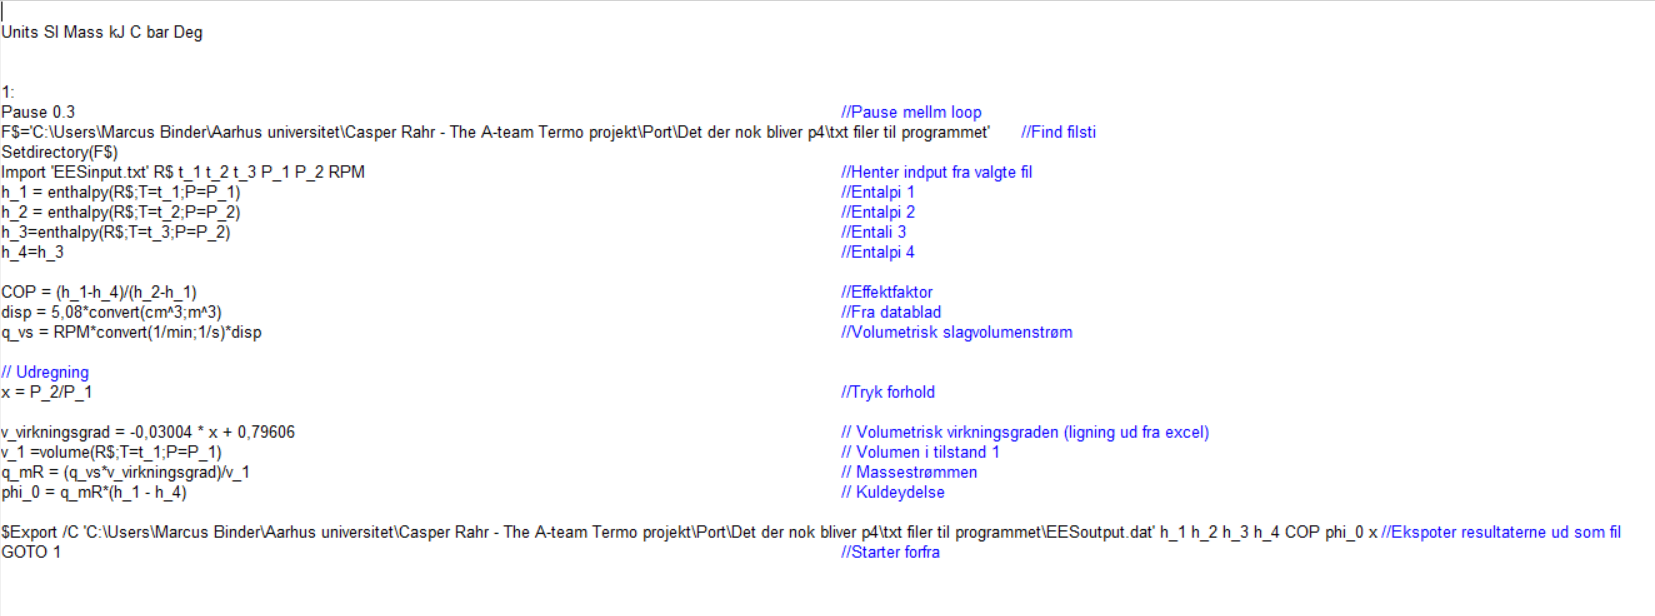 Units SI Mass kJ C bar Deg
1:
Pause 0.3 //Pause mellm loop
F$='C:\Users\Marcus Binder\Aarhus universitet\Casper Rahr - The A-team Termo projekt\Port\Det der nok bliver p4\txt filer til programmet' //Find filsti
Setdirectory(F$)
Import 'EESinput.txt' R$ t_1 t_2 t_3 P_1 P_2 RPM //Henter indput fra valgte fil
h_1 = enthalpy(R$;T=t_1;P=P_1) //Entalpi 1
h_2 = enthalpy(R$;T=t_2;P=P_2) //Entalpi 2
h_3=enthalpy(R$;T=t_3;P=P_2) //Entali 3
h_4=h_3 //Entalpi 4
COP = (h_1-h_4)/(h_2-h_1) //Effektfaktor
disp = 5,08*convert(cm^3;m^3) //Fra datablad
q_vs = RPM*convert(1/min;1/s)*disp //Volumetrisk slagvolumenstrøm
// Udregning
x = P_2/P_1 //Tryk forhold
v_virkningsgrad = -0,03004 * x + 0,79606 // Volumetrisk virkningsgraden (ligning ud fra excel)
v_1 =volume(R$;T=t_1;P=P_1) // Volumen i tilstand 1
q_mR = (q_vs*v_virkningsgrad)/v_1 // Massestrømmen
phi_0 = q_mR*(h_1 - h_4) // Kuldeydelse
$Export /C 'C:\Users\Marcus Binder\Aarhus universitet\Casper Rahr - The A-team Termo projekt\Port\Det der nok bliver p4\txt filer til programmet\EESoutput.dat' h_1 h_2 h_3 h_4 COP phi_0 x //Ekspoter resultaterne ud som fil
GOTO 1 //Starter forfra